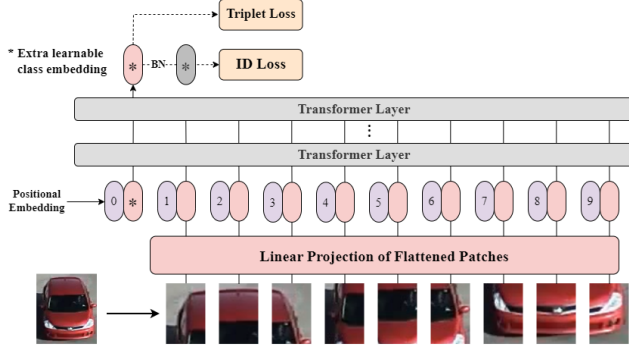 Triplet Loss
* Extra learnable
class embedding
*
BN
*
ID Loss
Transformer Layer
Transformer Layer
Positional
Embedding
0 * 1 2 3 4 5 6 7 8 9
Linear Projection of Flattened Patches